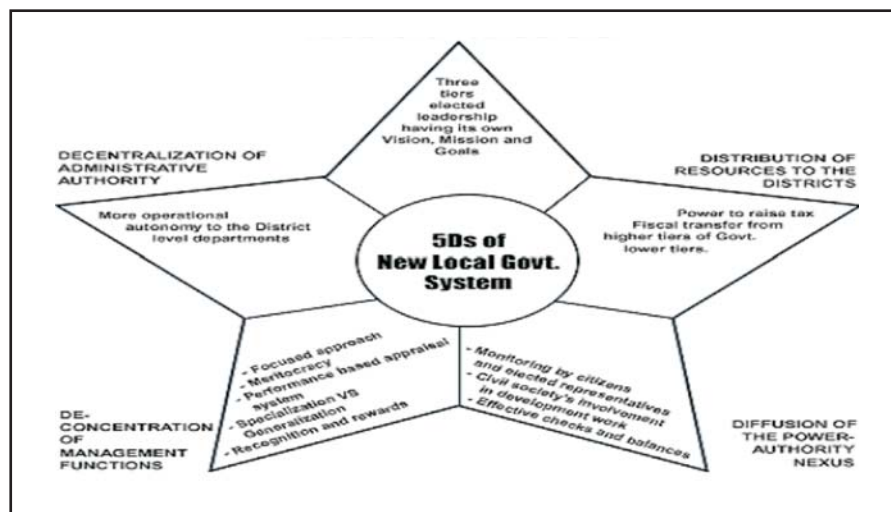 Three
tiers
elected
leadership
having its own
Vision, Mission and
Goals
DECENTRALIZATION OF
ADMINISTRATIVE
AUTHORITY
More operational
autonomy to the District
level departments
DISTRIBUTION OF
RESOURCES TO THE
DISTRICTS
Power to raise tax
Fiscal transfer from
higher tiers of Govt.
lower tiers.
5Ds of
New Local Govt.
System
DE-
CONCENTRATION
OF
MANAGEMENT
FUNCTIONS
- Focused approach
- Meritocracy
- Performance based appraisal
system
- Specialization VS
Generalization
- Recognition and rewards
- Monitoring by citizens
and elected representatives
- Civil society's involvement
in development work
- Effective checks and balances
DIFFUSION OF
THE POWER-
AUTHORITY
NEXUS